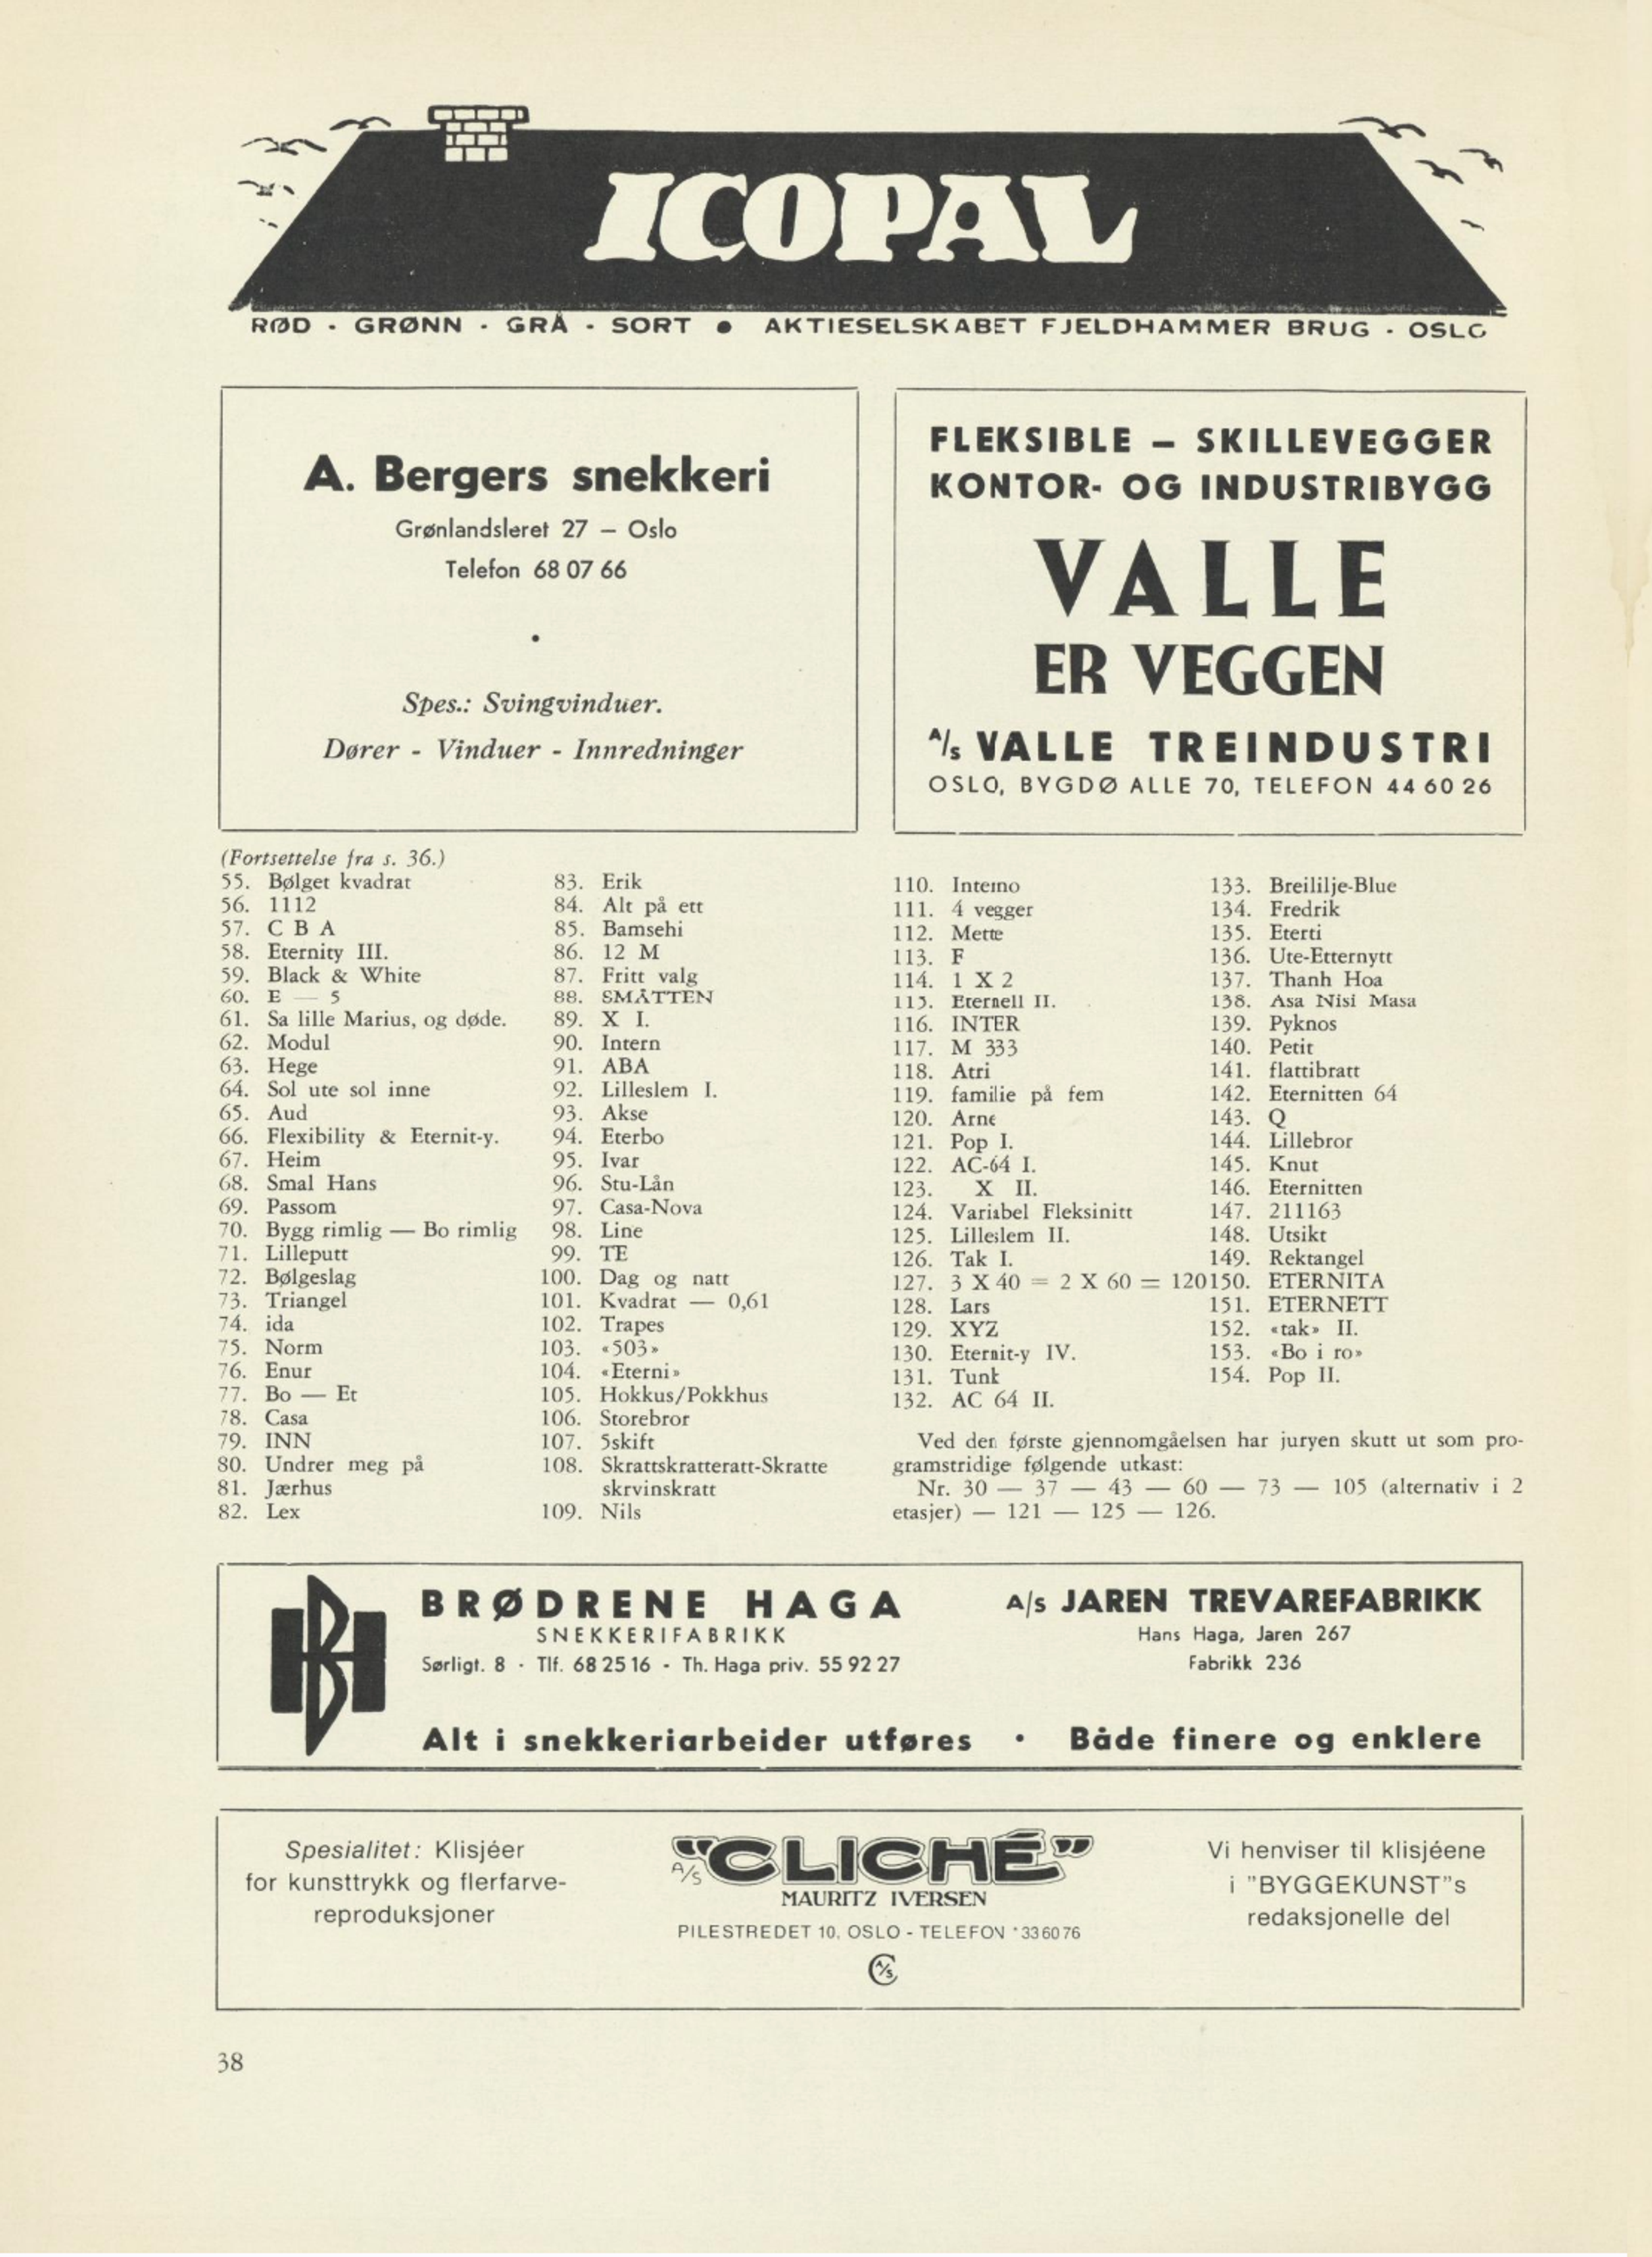 ICOPAL
RØD - GRØNN - GRÅ - SORT ● AKTIESELSKABET FJELDHAMMER BRUG - OSLO
A. Bergers snekkeri
Grønlandsleret 27 – Oslo
Telefon 68 07 66
•
Spes.: Svingvinduer.
Dører - Vinduer - Innredninger
FLEKSIBLE – SKILLEVEGGER
KONTOR- OG INDUSTRIBYGG
VALLE
ER VEGGEN
A/s VALLE TREINDUSTRI
OSLO, BYGDØ ALLE 70, TELEFON 44 60 26
(Fortsettelse fra s. 36.)
55. Bølget kvadrat
56. 1112
57. C B A
58. Eternity III.
59. Black & White
60. E — 5
61. Sa lille Marius, og døde.
62. Modul
63. Hege
64. Sol ute sol inne
65. Aud
66. Flexibility & Eternit-y.
67. Heim
68. Smal Hans
69. Passom
70. Bygg rimlig — Bo rimlig
71. Lilleputt
72. Bølgeslag
73. Triangel
74. ida
75. Norm
76. Enur
77. Bo — Et
78. Casa
79. INN
80. Undrer meg på
81. Jærhus
82. Lex
83. Erik
84. Alt på ett
85. Bamsehi
86. 12 M
87. Fritt valg
88. SMÅTTEN
89. X I.
90. Intern
91. ABA
92. Lilleslem I.
93. Akse
94. Eterbo
95. Ivar
96. Stu-Lån
97. Casa-Nova
98. Line
99. TE
100. Dag og natt
101. Kvadrat — 0,61
102. Trapes
103. «503»
104. «Eterni»
105. Hokkus/Pokkhus
106. Storebror
107. 5skift
108. Skrattskratteratt-Skratte
skrvinskratt
109. Nils
110. Interno
111. 4 vegger
112. Mette
113. F
114. 1 X 2
115. Eternell II.
116. INTER
117. M 333
118. Atri
119. familie på fem
120. Arne
121. Pop I.
122. AC-64 I.
123. X II.
124. Variabel Fleksinitt
125. Lilleslem II.
126. Tak I.
127. 3 X 40 = 2 X 60 = 120
128. Lars
129. XYZ
130. Eternit-y IV.
131. Tunk
132. AC 64 II.
133. Breililje-Blue
134. Fredrik
135. Eterti
136. Ute-Etternytt
137. Thanh Hoa
138. Asa Nisi Masa
139. Pyknos
140. Petit
141. flattibratt
142. Eternitten 64
143. Q
144. Lillebror
145. Knut
146. Eternitten
147. 211163
148. Utsikt
149. Rektangel
150. ETERNITA
151. ETERNETT
152. «tak» II.
153. «Bo i ro»
154. Pop II.
Ved den første gjennomgåelsen har juryen skutt ut som pro-
gramstridige følgende utkast:
Nr. 30 — 37 — 43 — 60 — 73 — 105 (alternativ i 2
etasjer) — 121 — 125 — 126.
BRØDRENE HAGA
SNEKKERIFABRIKK
Sørligt. 8 - Tlf. 68 25 16 - Th. Haga priv. 55 92 27
A/s JAREN TREVAREFABRIKK
Hans Haga, Jaren 267
Fabrikk 236
Alt i snekkeriarbeider utføres • Både finere og enklere
Spesialitet: Klisjéer
for kunsttrykk og flerfarve-
reproduksjoner
A/S "CLICHÉ"
MAURITZ IVERSEN
PILESTREDET 10, OSLO - TELEFON *336076
C A/S
Vi henviser til klisjéene
i "BYGGEKUNST"s
redaksjonelle del
38